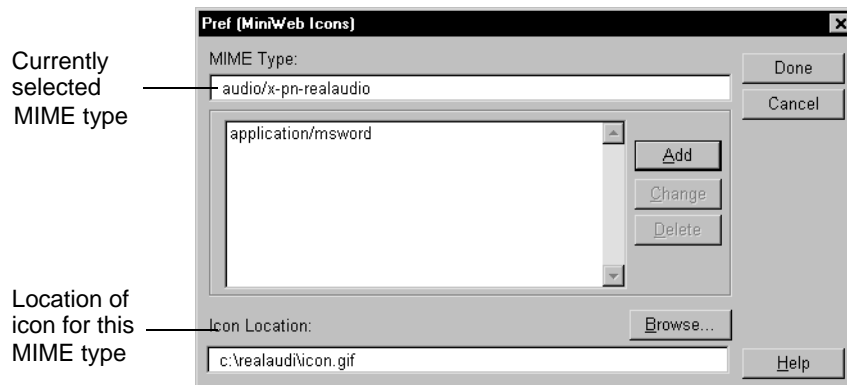 Pref (MiniWeb Icons)
Currently
selected
MIME type
MIME Type:
audio/x-pn-realaudio
Done
Cancel
application/msword
Add
Change
Delete
Location of
icon for this
MIME type
Icon Location:
Browse...
c:\realaudi\icon.gif
Help